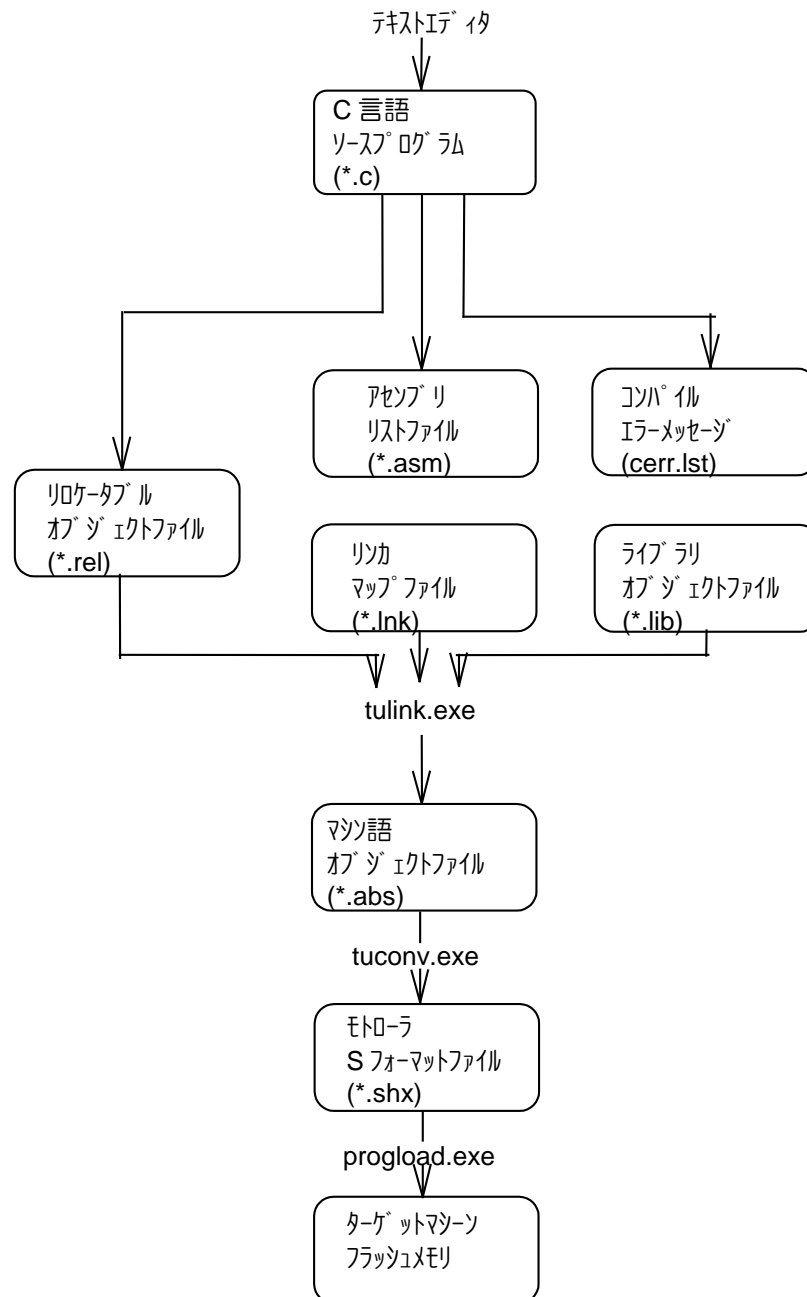 ﾃｷｽﾄｴﾃﾞｨﾀ
C 言語
ｿｰｽﾌﾟﾛｸﾞﾗﾑ
(*.c)
ｱｾﾝﾌﾞﾘ
ﾘｽﾄﾌｧｲﾙ
(*.asm)
ｺﾝﾊﾟｲﾙ
ｴﾗｰﾒｯｾｰｼﾞ
(cerr.lst)
ﾘﾛｹｰﾀﾌﾞﾙ
ｵﾌﾞｼﾞｪｸﾄﾌｧｲﾙ
(*.rel)
ﾘﾝｶ
ﾏｯﾌﾟﾌｧｲﾙ
(*.lnk)
ﾗｲﾌﾞﾗﾘ
ｵﾌﾞｼﾞｪｸﾄﾌｧｲﾙ
(*.lib)
tulink.exe
ﾏｼﾝ語
ｵﾌﾞｼﾞｪｸﾄﾌｧｲﾙ
(*.abs)
tuconv.exe
ﾓﾄﾛｰﾗ
S ﾌｫｰﾏｯﾄﾌｧｲﾙ
(*.shx)
progload.exe
ﾀｰｹﾞｯﾄﾏｼｰﾝ
ﾌﾗｯｼｭﾒﾓﾘ